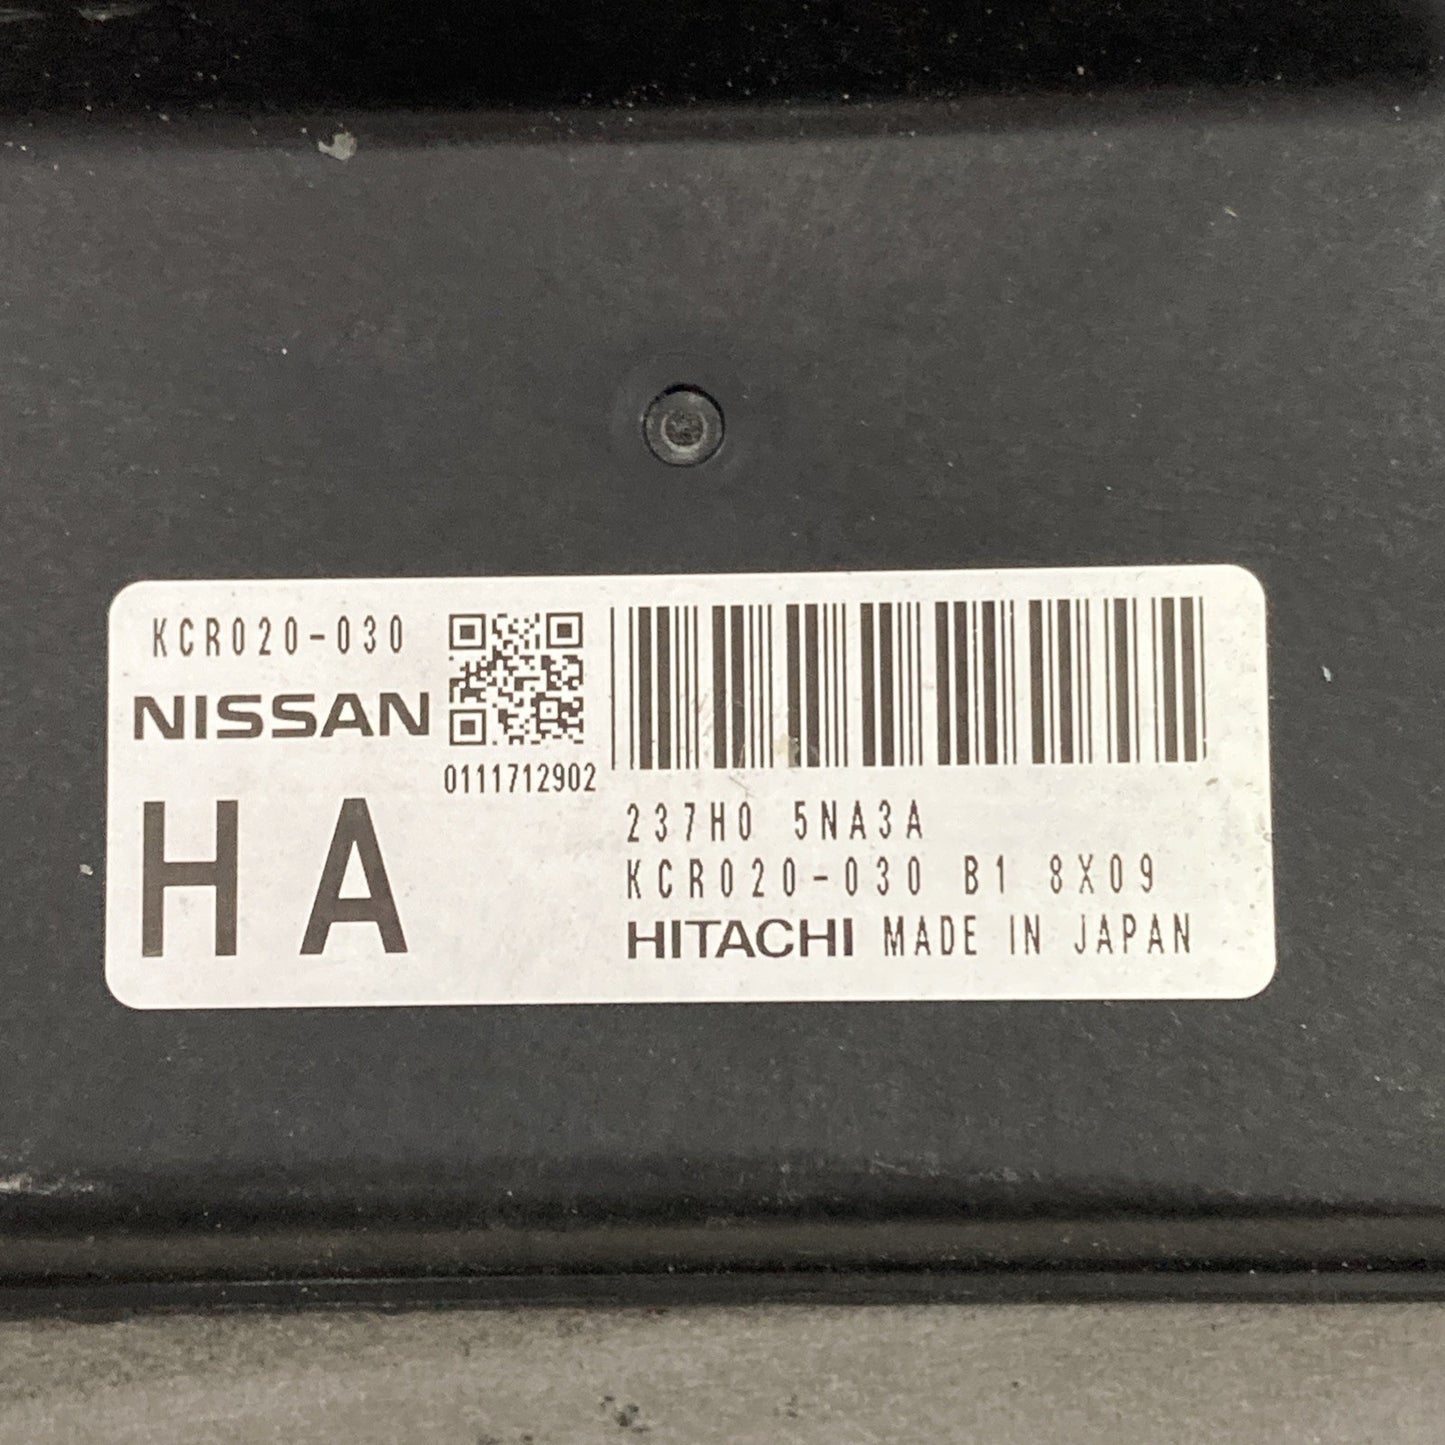 KCR020-030
NISSAN
0111712902
HA
237H0 5NA3A
KCR020-030 B1 8X09
HITACHI MADE IN JAPAN